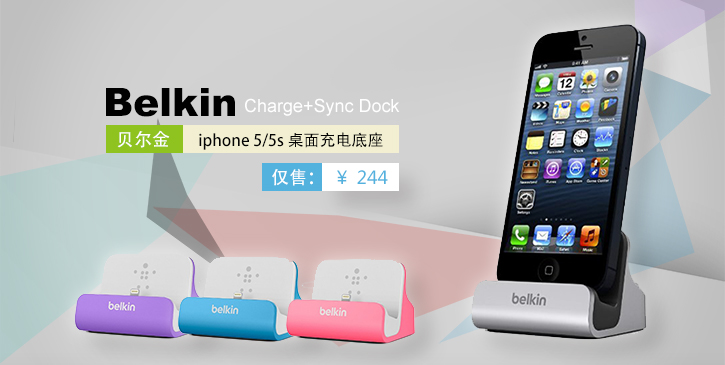 Belkin Charge+Sync Dock
贝尔金 iphone 5/5s 桌面充电底座
仅售： ￥ 244
belkin
belkin
belkin
belkin